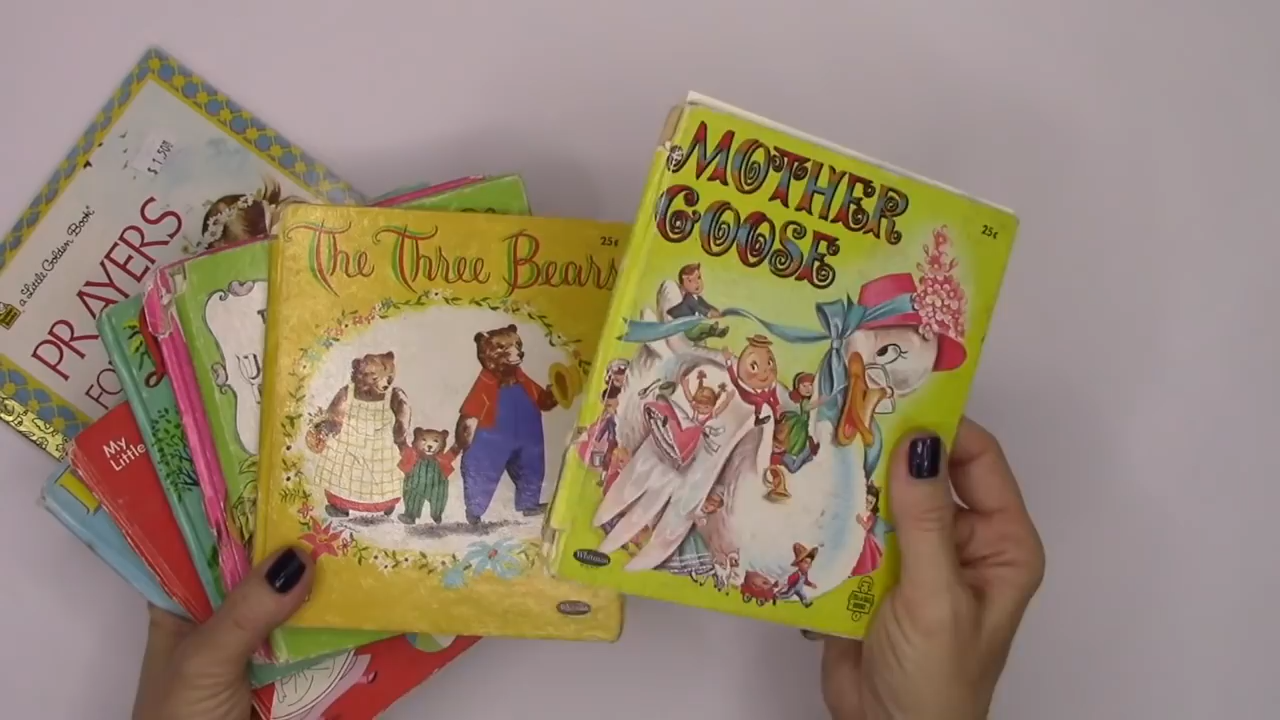 MOTHER
GOOSE
25¢
Whitman
The Three Bears
25¢
Whitman
$1.50
a Little Golden Book®
PRAYERS
FO
My
Little